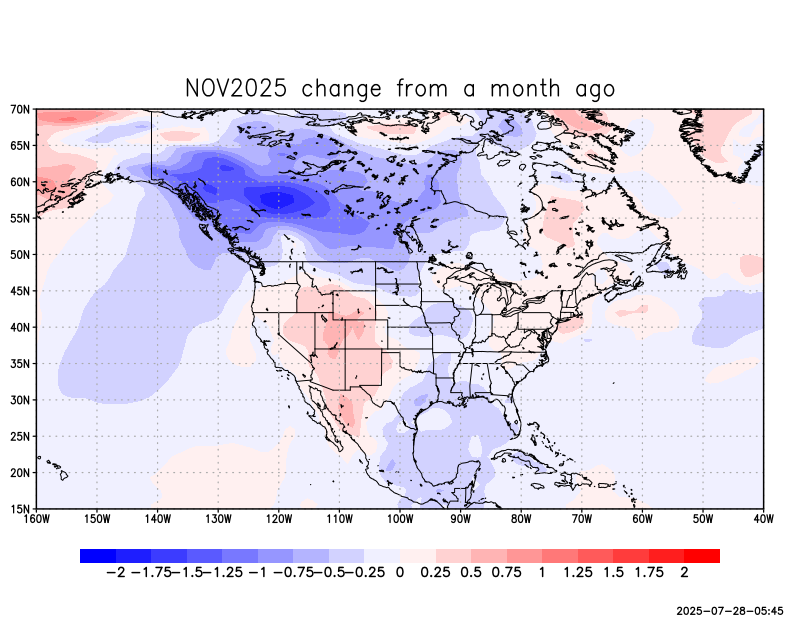 NOV2025 change from a month ago
70N
65N
60N
55N
50N
45N
40N
35N
30N
25N
20N
15N
160W 150W 140W 130W 120W 110W 100W 90W 80W 70W 60W 50W 40W
-2 -1.75 -1.5 -1.25 -1 -0.75 -0.5 -0.25 0 0.25 0.5 0.75 1 1.25 1.5 1.75 2
2025-07-28-05:45